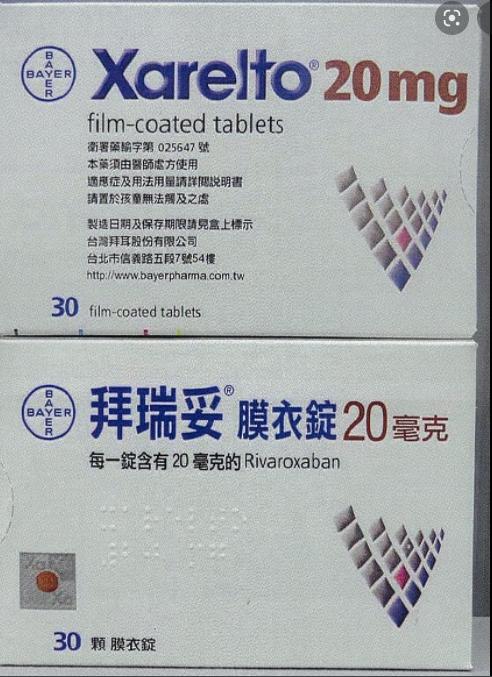 BAYER
BAYER
Xarelto® 20 mg
film-coated tablets
衛署藥輸字第 025647 號
本藥須由醫師處方使用
適應症及用法用量請詳閱說明書
請置於孩童無法觸及之處
製造日期及保存期限請見盒上標示
台灣拜耳股份有限公司
台北市信義路五段7號54樓
http://www.bayerpharma.com.tw
30 film-coated tablets
BAYER
BAYER
拜瑞妥® 膜衣錠 20 毫克
每一錠含有 20 毫克的 Rivaroxaban
30 顆 膜衣錠